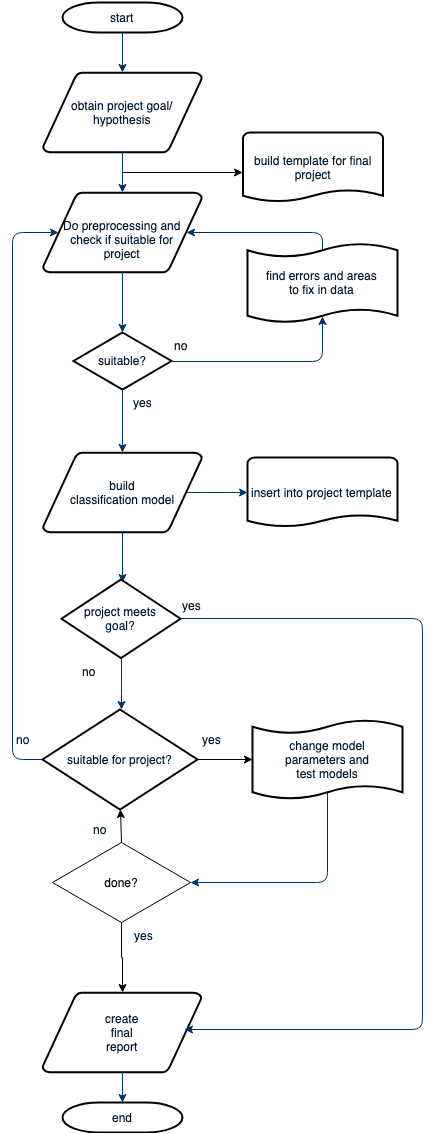 start
obtain project goal/
hypothesis
build template for final
project
Do preprocessing and
check if suitable for
project
find errors and areas
to fix in data
suitable?
no
yes
build
classification model
insert into project template
project meets
goal?
yes
no
suitable for project?
yes
no
change model
parameters and
test models
no
done?
yes
create
final
report
end